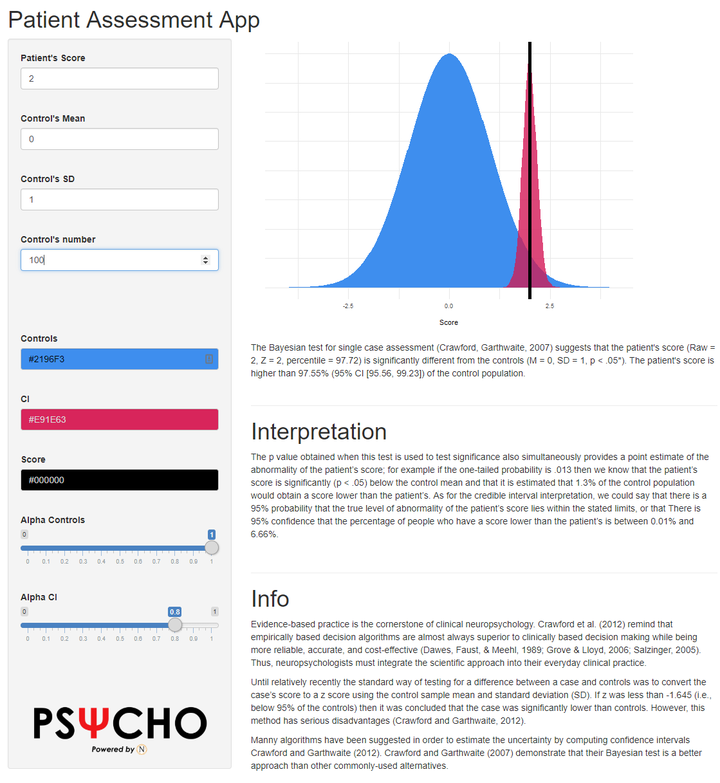 Patient Assessment App
Patient's Score
2
Control's Mean
0
Control's SD
1
Control's number
100
Controls
#2196F3
CI
#E91E63
Score
#000000
Alpha Controls
0
1
0 0.1 0.2 0.3 0.4 0.5 0.6 0.7 0.8 0.9 1
Alpha CI
0
0.8
1
0 0.1 0.2 0.3 0.4 0.5 0.6 0.7 0.8 0.9 1
PSΨCHO
Powered by N
-2.5 0.0 2.5
Score
The Bayesian test for single case assessment (Crawford, Garthwaite, 2007) suggests that the patient's score (Raw =
2, Z = 2, percentile = 97.72) is significantly different from the controls (M = 0, SD = 1, p < .05*). The patient's score is
higher than 97.55% (95% CI [95.56, 99.23]) of the control population.
Interpretation
The p value obtained when this test is used to test significance also simultaneously provides a point estimate of the
abnormality of the patient's score; for example if the one-tailed probability is .013 then we know that the patient's
score is significantly (p < .05) below the control mean and that it is estimated that 1.3% of the control population
would obtain a score lower than the patient's. As for the credible interval interpretation, we could say that there is a
95% probability that the true level of abnormality of the patient's score lies within the stated limits, or that There is
95% confidence that the percentage of people who have a score lower than the patient's is between 0.01% and
6.66%.
Info
Evidence-based practice is the cornerstone of clinical neuropsychology. Crawford et al. (2012) remind that
empirically based decision algorithms are almost always superior to clinically based decision making while being
more reliable, accurate, and cost-effective (Dawes, Faust, & Meehl, 1989; Grove & Lloyd, 2006; Salzinger, 2005).
Thus, neuropsychologists must integrate the scientific approach into their everyday clinical practice.
Until relatively recently the standard way of testing for a difference between a case and controls was to convert the
case's score to a z score using the control sample mean and standard deviation (SD). If z was less than -1.645 (i.e.,
below 95% of the controls) then it was concluded that the case was significantly lower than controls. However, this
method has serious disadvantages (Crawford and Garthwaite, 2012).
Manny algorithms have been suggested in order to estimate the uncertainty by computing confidence intervals
Crawford and Garthwaite (2012). Crawford and Garthwaite (2007) demonstrate that their Bayesian test is a better
approach than other commonly-used alternatives.